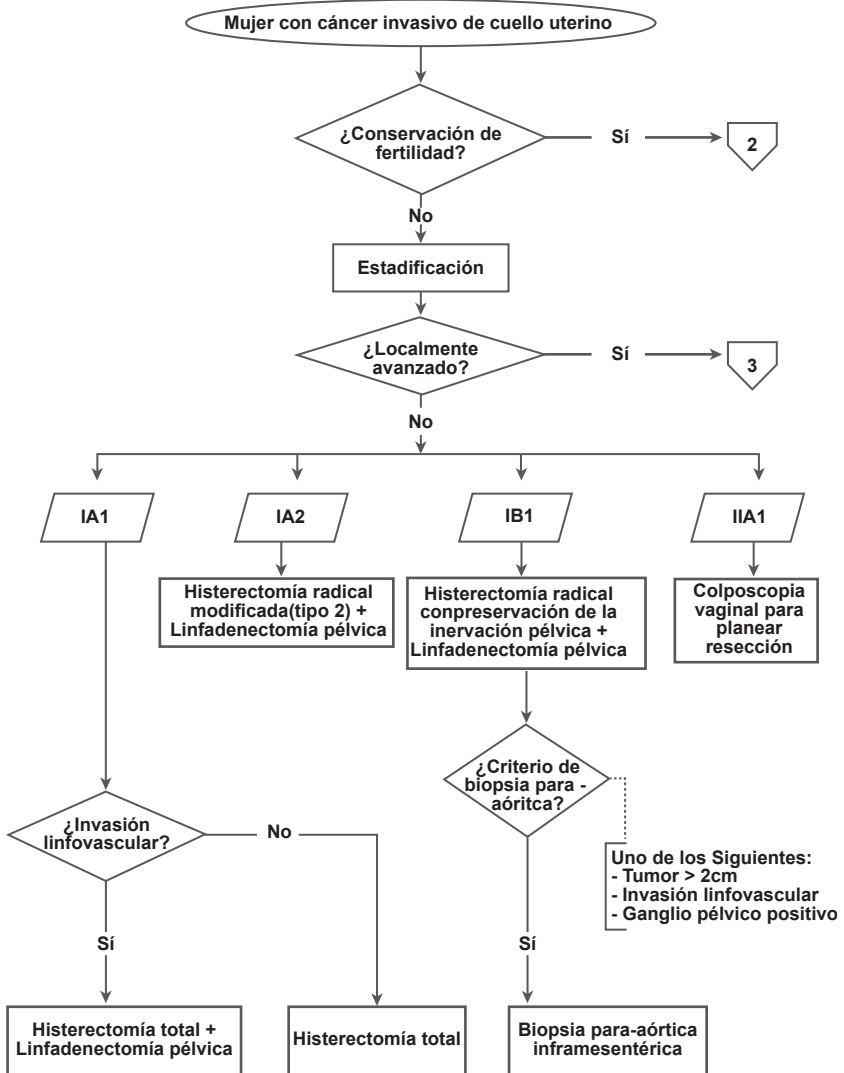 Mujer con cáncer invasivo de cuello uterino
¿Conservación de
fertilidad?
Sí
2
No
Estadificación
¿Localmente
avanzado?
Sí
3
No
IA1
IA2
IB1
IIA1
Histerectomía radical
modificada(tipo 2) +
Linfadenectomía pélvica
Histerectomía radical
conpreservación de la
inervación pélvica +
Linfadenectomía pélvica
Colposcopia
vaginal para
planear
resección
¿Criterio de
biopsia para -
aóritca?
¿Invasión
linfovascular?
No
Uno de los Siguientes:
- Tumor > 2cm
- Invasión linfovascular
- Ganglio pélvico positivo
Sí
Sí
Histerectomía total +
Linfadenectomía pélvica
Histerectomía total
Biopsia para-aórtica
inframesentérica